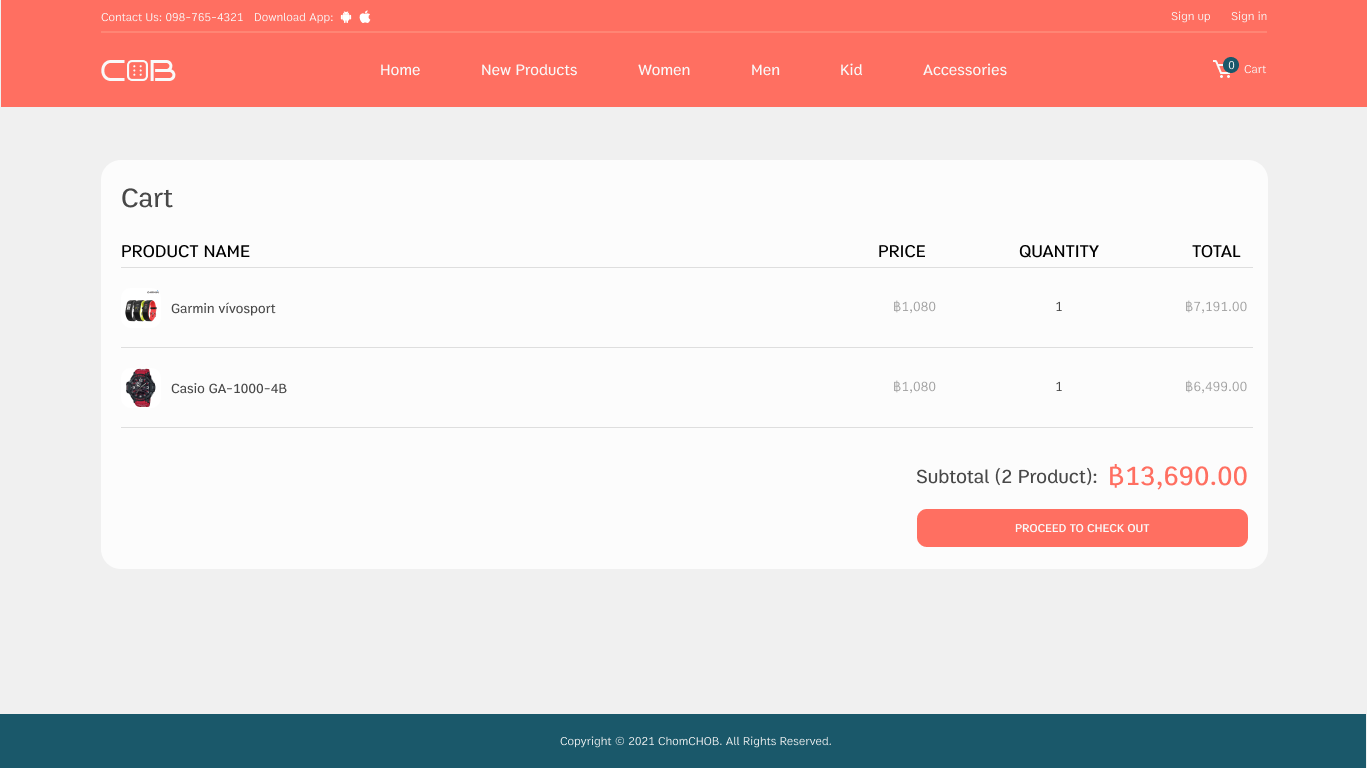 Contact Us: 098-765-4321 Download App: Sign up Sign in
COB Home New Products Women Men Kid Accessories 0 Cart
Cart
PRODUCT NAME PRICE QUANTITY TOTAL
Garmin vívosport ฿1,080 1 ฿7,191.00
Casio GA-1000-4B ฿1,080 1 ฿6,499.00
Subtotal (2 Product): ฿13,690.00
PROCEED TO CHECK OUT
Copyright © 2021 ChomCHOB. All Rights Reserved.